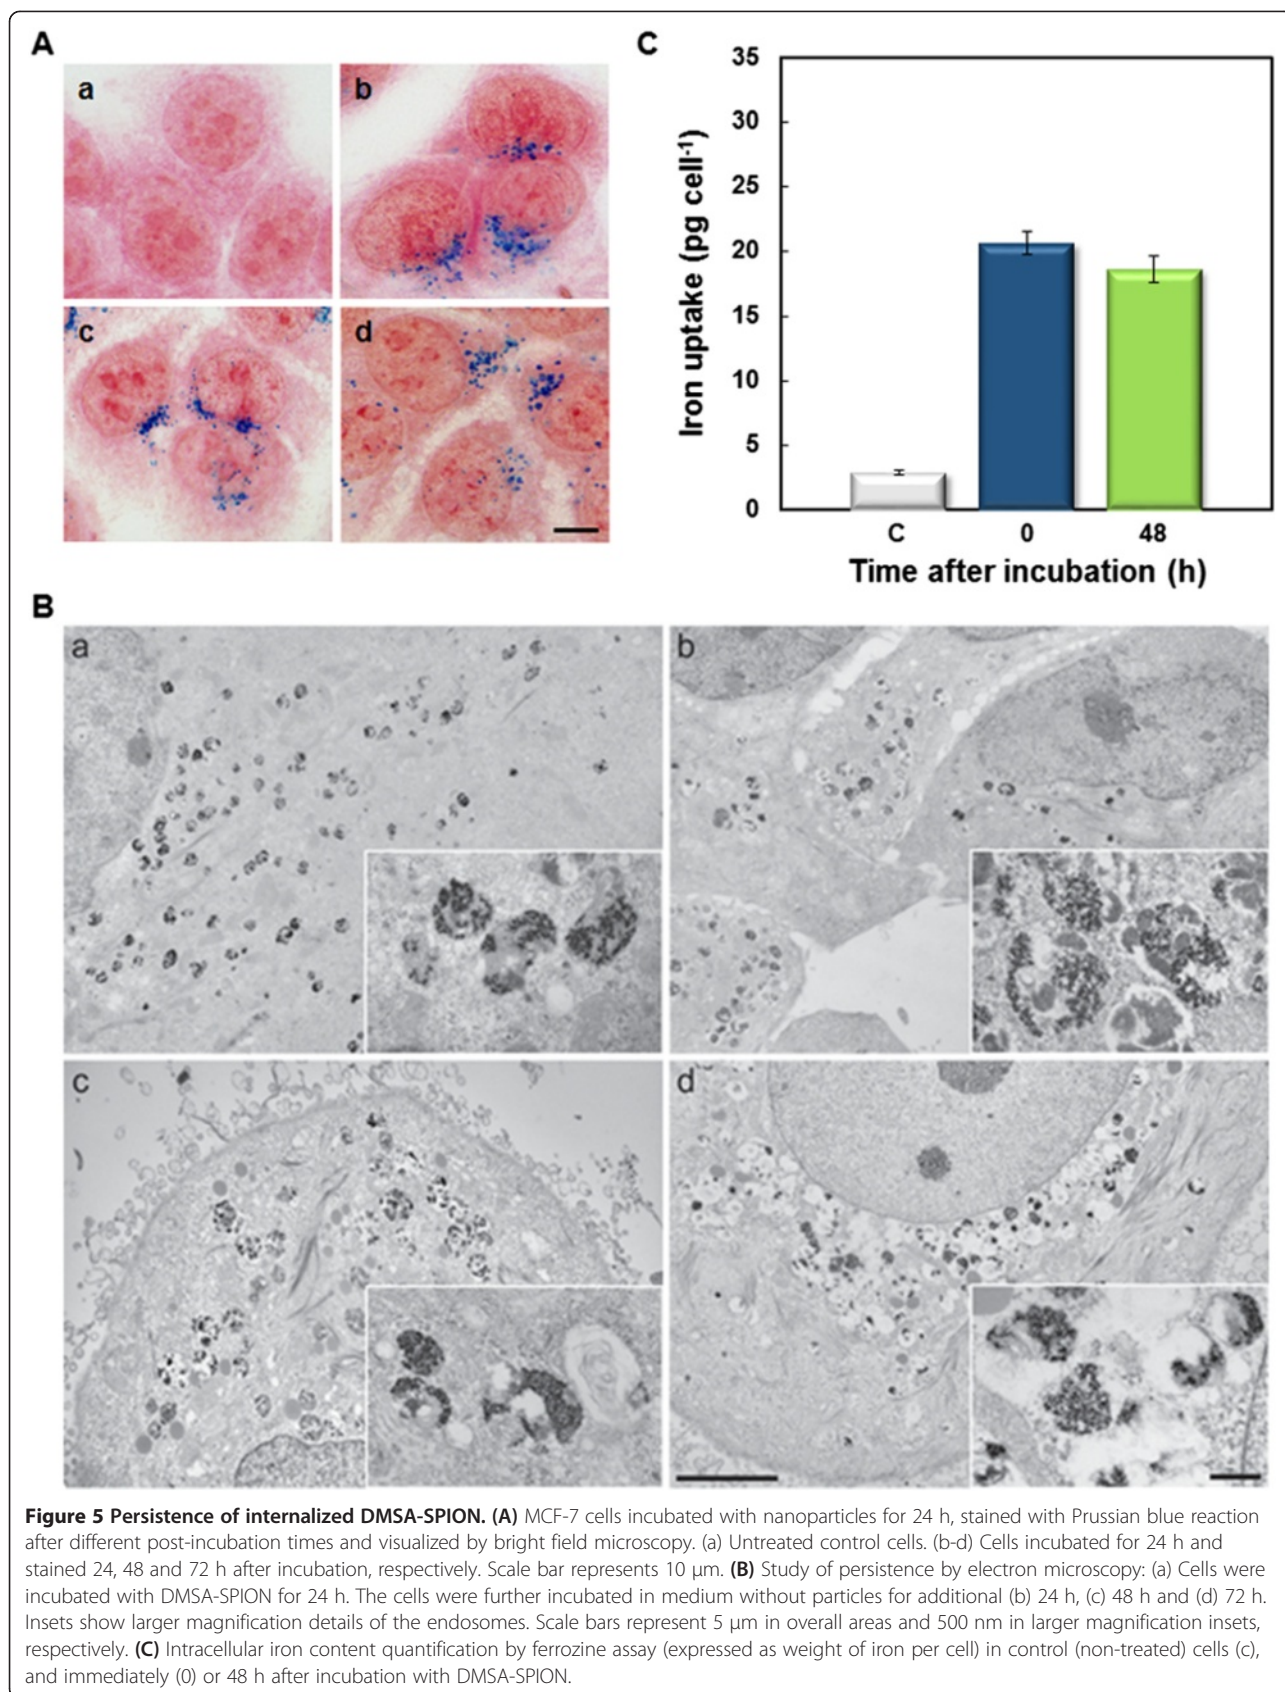 A
a
b
c
d
C
Iron uptake (pg cell-1)
35
30
25
20
15
10
5
0
C 0 48
Time after incubation (h)
B
a
b
c
d
Figure 5 Persistence of internalized DMSA-SPION. (A) MCF-7 cells incubated with nanoparticles for 24 h, stained with Prussian blue reaction
after different post-incubation times and visualized by bright field microscopy. (a) Untreated control cells. (b-d) Cells incubated for 24 h and
stained 24, 48 and 72 h after incubation, respectively. Scale bar represents 10 μm. (B) Study of persistence by electron microscopy: (a) Cells were
incubated with DMSA-SPION for 24 h. The cells were further incubated in medium without particles for additional (b) 24 h, (c) 48 h and (d) 72 h.
Insets show larger magnification details of the endosomes. Scale bars represent 5 μm in overall areas and 500 nm in larger magnification insets,
respectively. (C) Intracellular iron content quantification by ferrozine assay (expressed as weight of iron per cell) in control (non-treated) cells (c),
and immediately (0) or 48 h after incubation with DMSA-SPION.